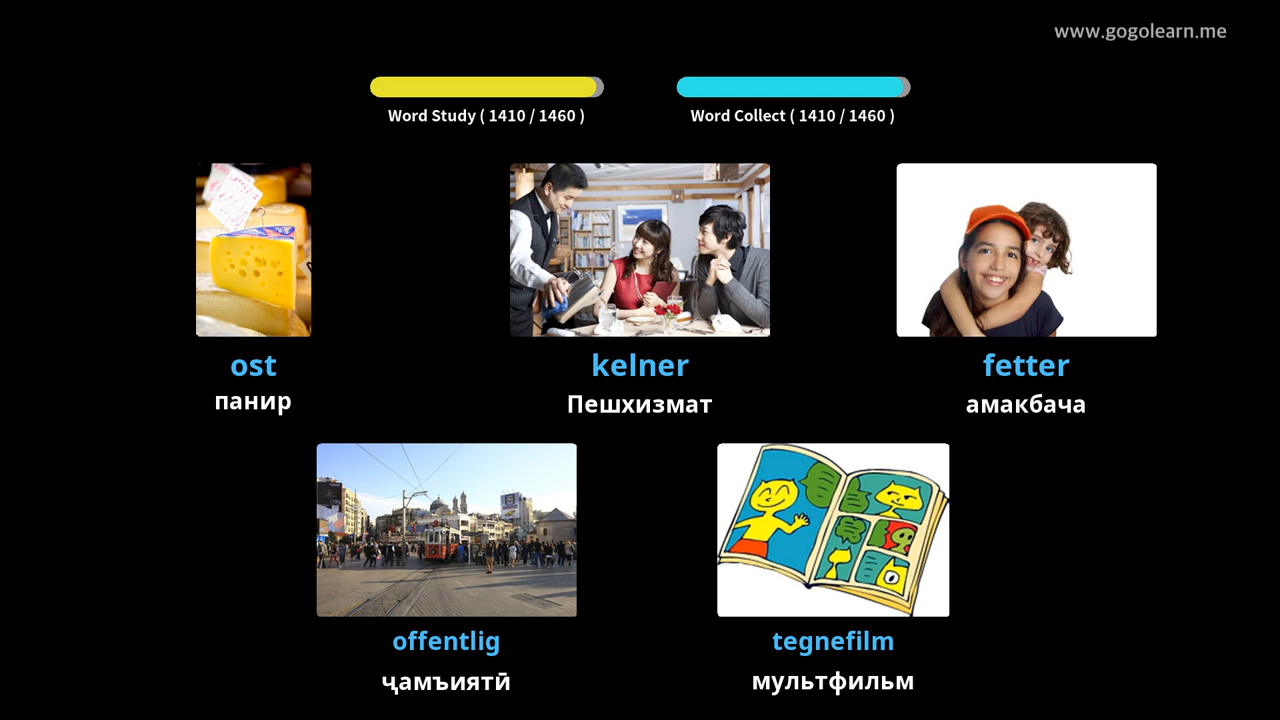 www.gogolearn.me
Word Study ( 1410 / 1460 )
Word Collect ( 1410 / 1460 )
ost
kelner
fetter
панир
Пешхизмат
амакбача
offentlig
tegnefilm
ҷамъиятӣ
мультфильм